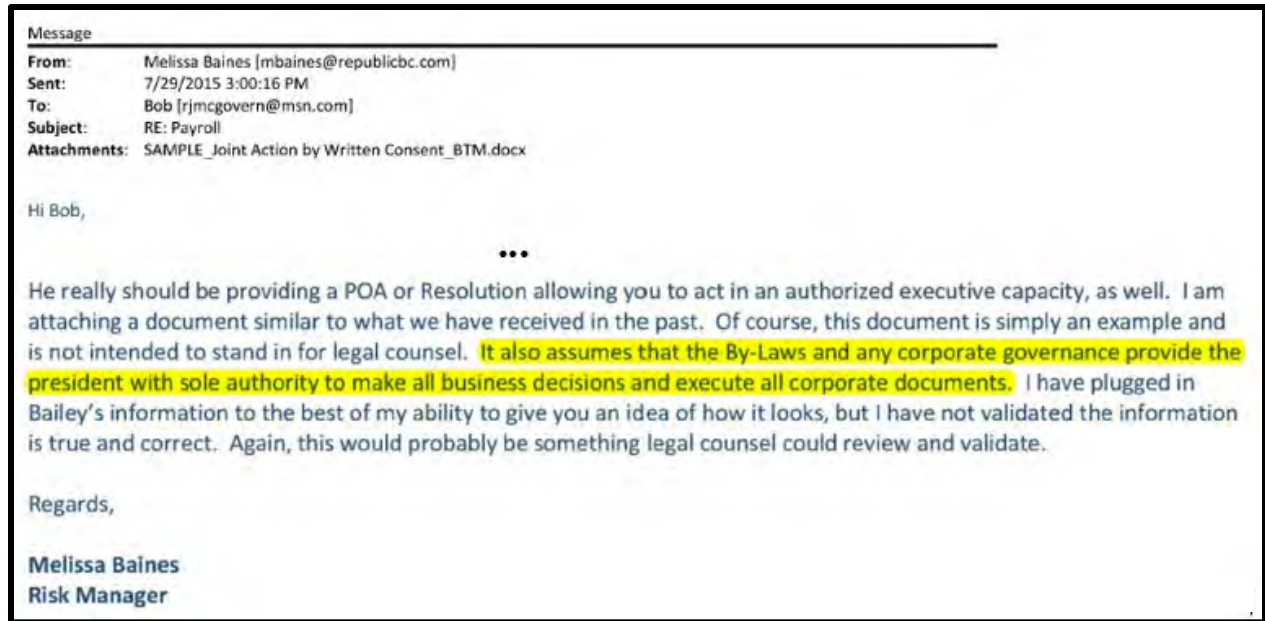 Message
From: Melissa Baines [mbaines@republicbc.com]
Sent: 7/29/2015 3:00:16 PM
To: Bob [rjmcgovern@msn.com]
Subject: RE: Payroll
Attachments: SAMPLE_Joint Action by Written Consent_BTM.docx
Hi Bob,
•••
He really should be providing a POA or Resolution allowing you to act in an authorized executive capacity, as well. I am
attaching a document similar to what we have received in the past. Of course, this document is simply an example and
is not intended to stand in for legal counsel. It also assumes that the By-Laws and any corporate governance provide the
president with sole authority to make all business decisions and execute all corporate documents. I have plugged in
Bailey's information to the best of my ability to give you an idea of how it looks, but I have not validated the information
is true and correct. Again, this would probably be something legal counsel could review and validate.
Regards,
Melissa Baines
Risk Manager